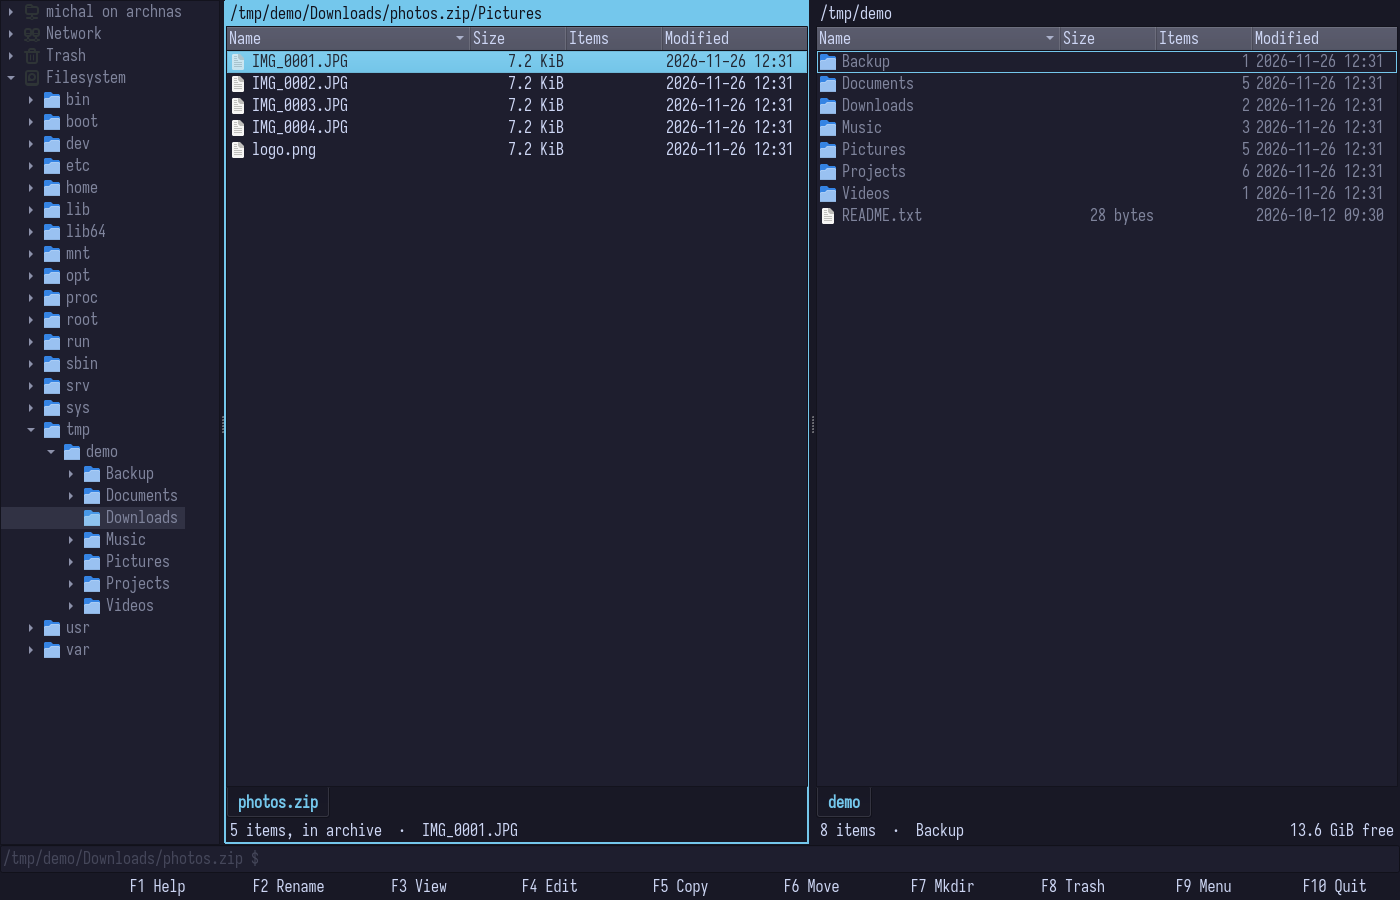 michal on archnas
Network
Trash
Filesystem
bin
boot
dev
etc
home
lib
lib64
mnt
opt
proc
root
run
sbin
srv
sys
tmp
demo
Backup
Documents
Downloads
Music
Pictures
Projects
Videos
usr
var
/tmp/demo/Downloads/photos.zip/Pictures
Name Size Items Modified
IMG_0001.JPG 7.2 KiB 2026-11-26 12:31
IMG_0002.JPG 7.2 KiB 2026-11-26 12:31
IMG_0003.JPG 7.2 KiB 2026-11-26 12:31
IMG_0004.JPG 7.2 KiB 2026-11-26 12:31
logo.png 7.2 KiB 2026-11-26 12:31
photos.zip
5 items, in archive · IMG_0001.JPG
/tmp/demo
Name Size Items Modified
Backup 1 2026-11-26 12:31
Documents 5 2026-11-26 12:31
Downloads 2 2026-11-26 12:31
Music 3 2026-11-26 12:31
Pictures 5 2026-11-26 12:31
Projects 6 2026-11-26 12:31
Videos 1 2026-11-26 12:31
README.txt 28 bytes 2026-10-12 09:30
demo
8 items · Backup 13.6 GiB free
/tmp/demo/Downloads/photos.zip $
F1 Help F2 Rename F3 View F4 Edit F5 Copy F6 Move F7 Mkdir F8 Trash F9 Menu F10 Quit